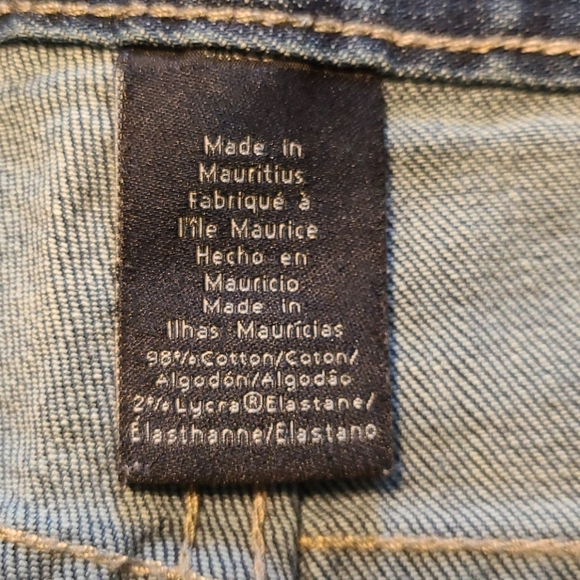 Made in
Mauritius
Fabriqué à
l'île Maurice
Hecho en
Mauricio
Made in
Ilhas Maurícias
98% Cotton/Coton/
Algodón/Algodão
2% Lycra® Elastane/
Élasthanne/Elastano